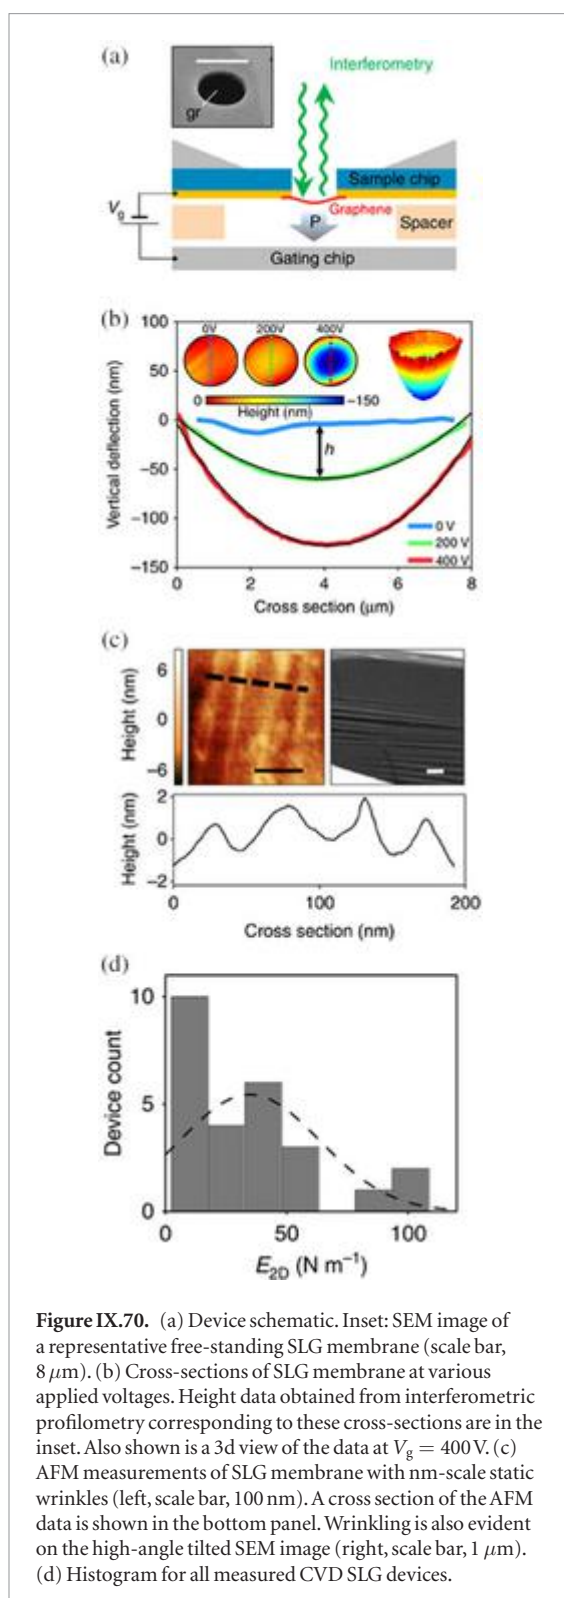 (a)
Interferometry
gr
Sample chip
Graphene
Vg
P
Spacer
Gating chip
(b)
100
50
0
−50
−100
−150
Vertical deflection (nm)
0V
200V
400V
0
−150
Height (nm)
h
0 V
200 V
400 V
0
2
4
6
8
Cross section (μm)
(c)
6
0
−6
Height (nm)
2
0
−2
Height (nm)
0
100
200
Cross section (nm)
(d)
10
5
0
Device count
0
50
100
E2D (N m⁻¹)
Figure IX.70. (a) Device schematic. Inset: SEM image of
a representative free-standing SLG membrane (scale bar,
8 μm). (b) Cross-sections of SLG membrane at various
applied voltages. Height data obtained from interferometric
profilometry corresponding to these cross-sections are in the
inset. Also shown is a 3d view of the data at Vg = 400 V. (c)
AFM measurements of SLG membrane with nm-scale static
wrinkles (left, scale bar, 100 nm). A cross section of the AFM
data is shown in the bottom panel. Wrinkling is also evident
on the high-angle tilted SEM image (right, scale bar, 1 μm).
(d) Histogram for all measured CVD SLG devices.